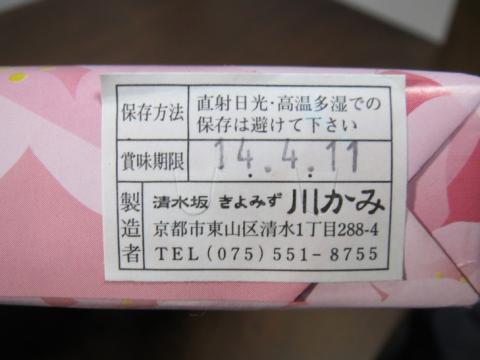 保存方法 直射日光・高温多湿での
保存は避けて下さい
賞味期限 14.4.11
製造者 清水坂 きよみず 川かみ
京都市東山区清水1丁目288-4
TEL(075)551-8755